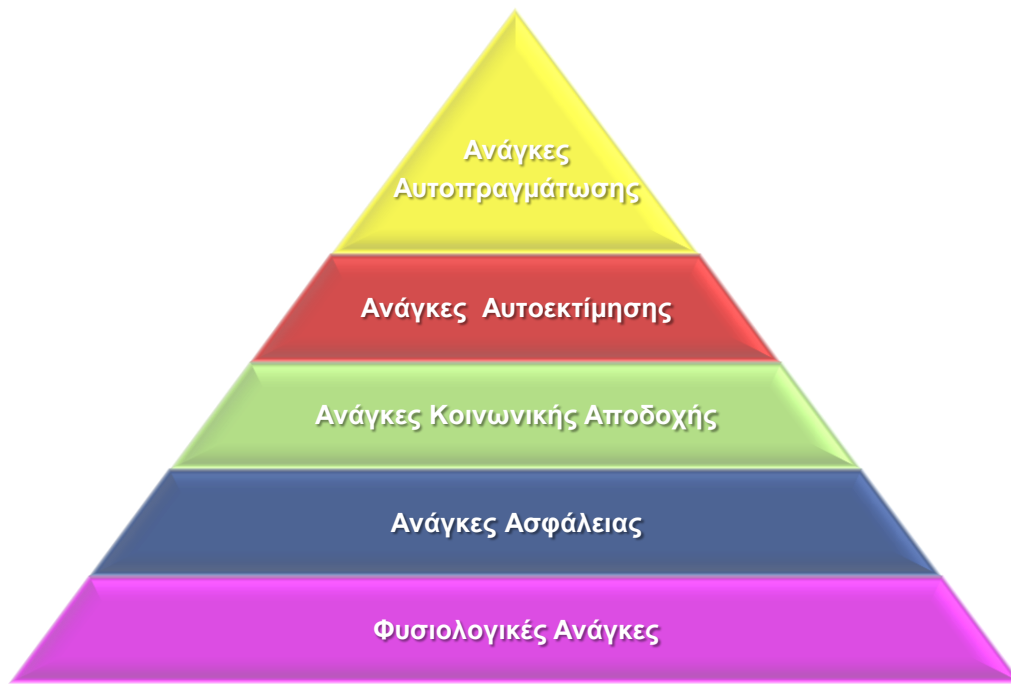 Ανάγκες
Αυτοπραγμάτωσης
Ανάγκες Αυτοεκτίμησης
Ανάγκες Κοινωνικής Αποδοχής
Ανάγκες Ασφάλειας
Φυσιολογικές Ανάγκες